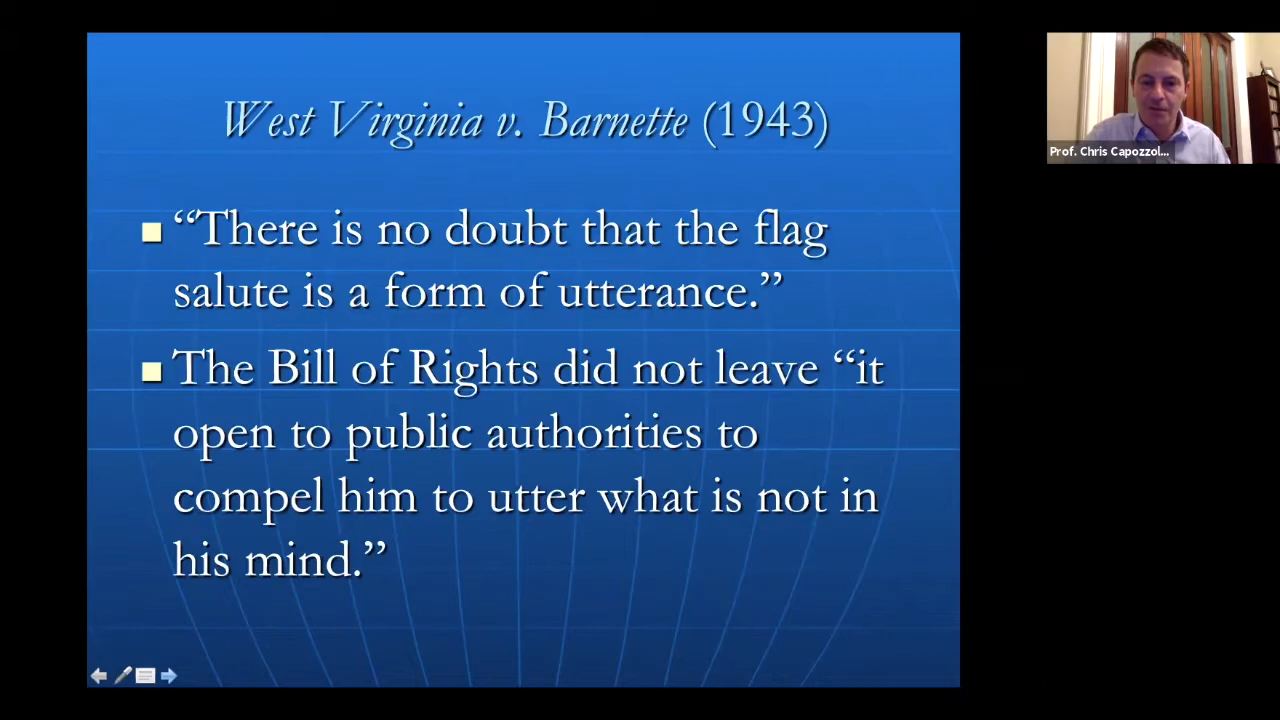 West Virginia v. Barnette (1943)
“There is no doubt that the flag
salute is a form of utterance.”
The Bill of Rights did not leave “it
open to public authorities to
compel him to utter what is not in
his mind.”
Prof. Chris Capozzol...